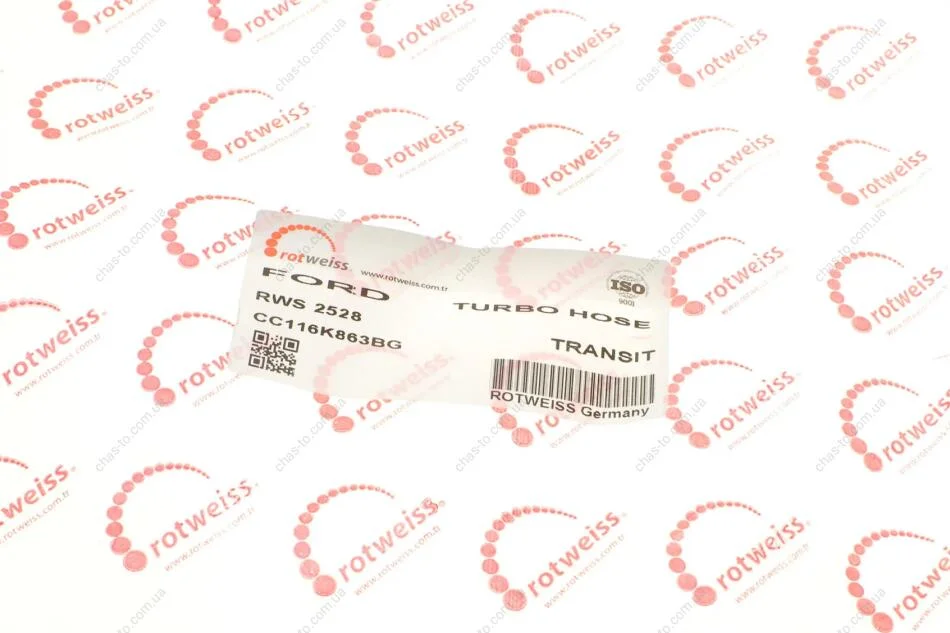 rotweiss
www.rotweiss.com.tr
FORD
RWS 2528
CC116K863BG
TURBO HOSE
TRANSIT
ISO
9001
ROTWEISS Germany
rotweiss®
www.rotweiss.com.tr
chas-to.com.ua